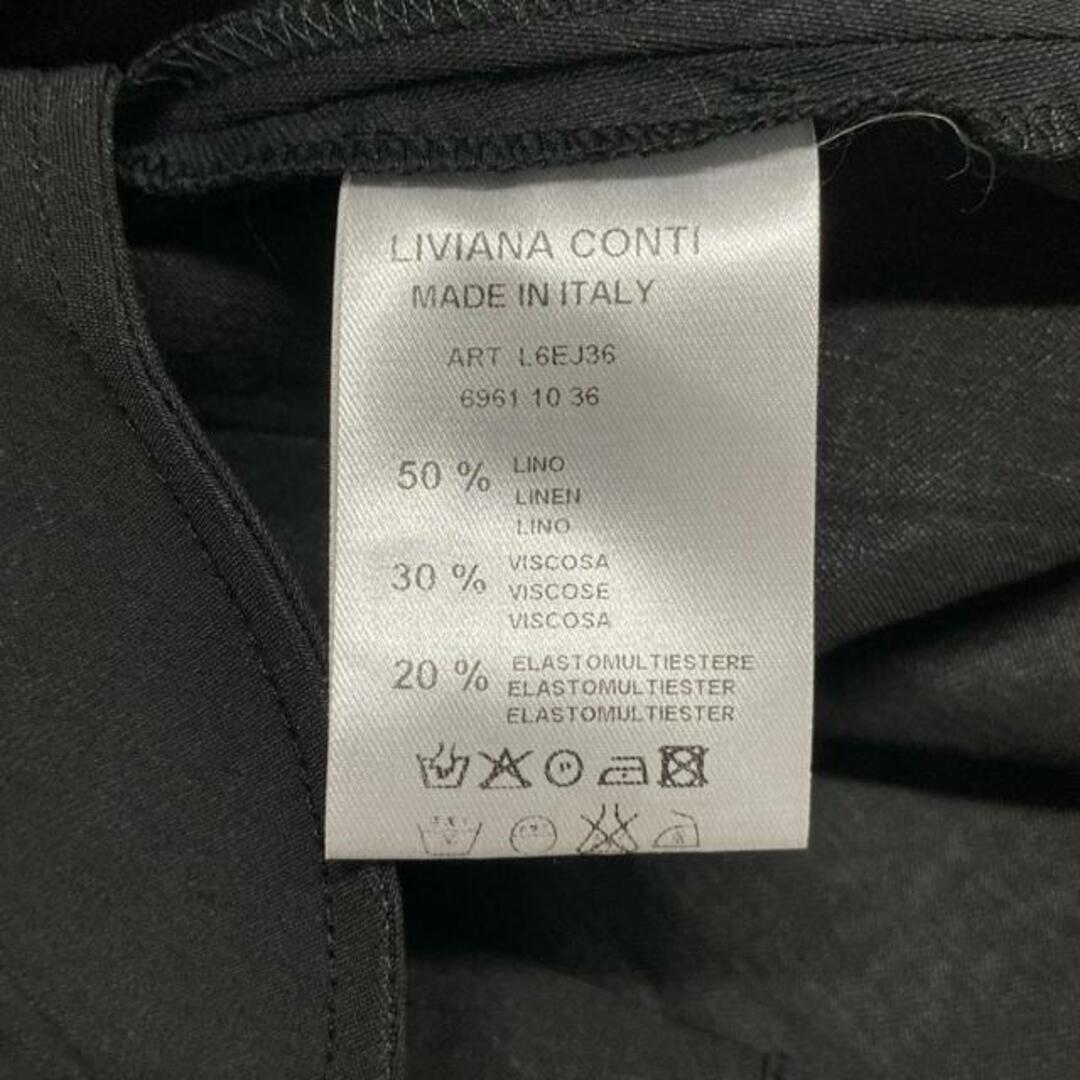 LIVIANA CONTI
MADE IN ITALY
ART L6EJ36
6961 10 36
50 % LINO
LINEN
LINO
30 % VISCOSA
VISCOSE
VISCOSA
20 % ELASTOMULTIESTERE
ELASTOMULTIESTER
ELASTOMULTIESTER